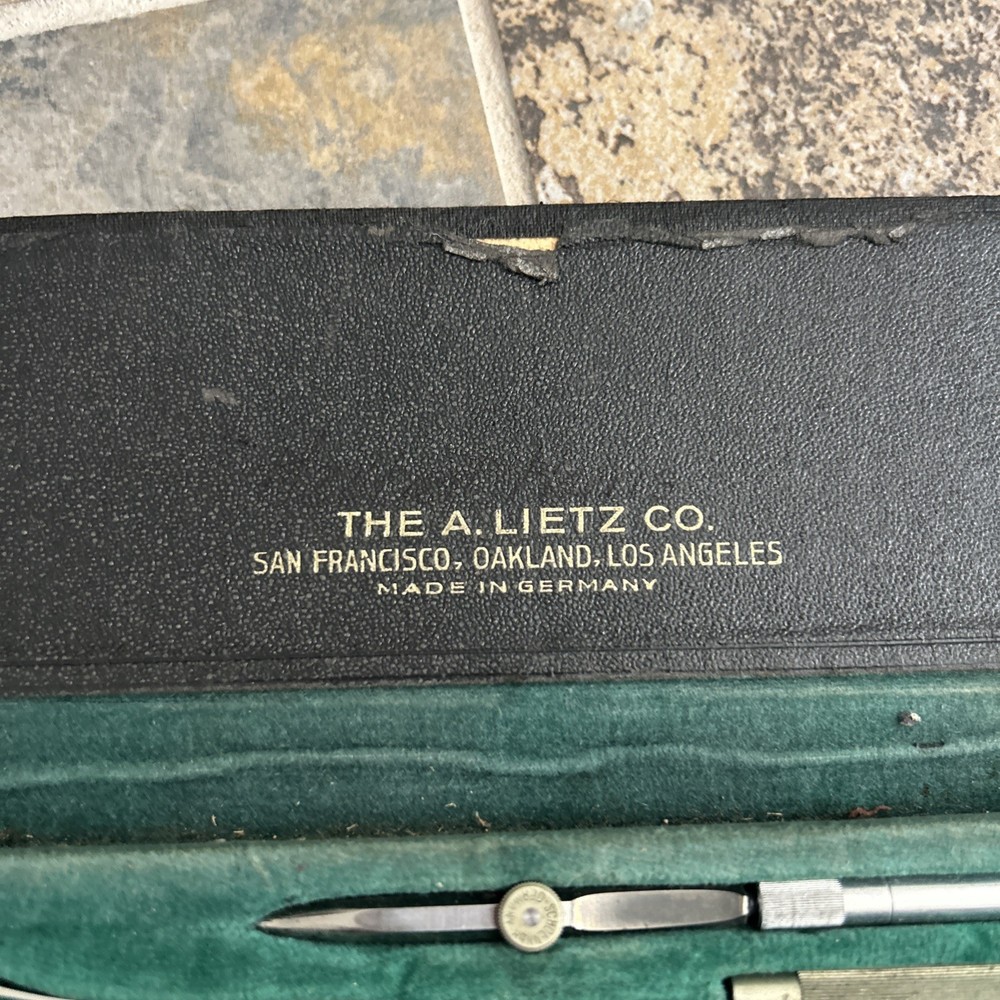 THE A. LIETZ CO.
SAN FRANCISCO, OAKLAND, LOS ANGELES
MADE IN GERMANY